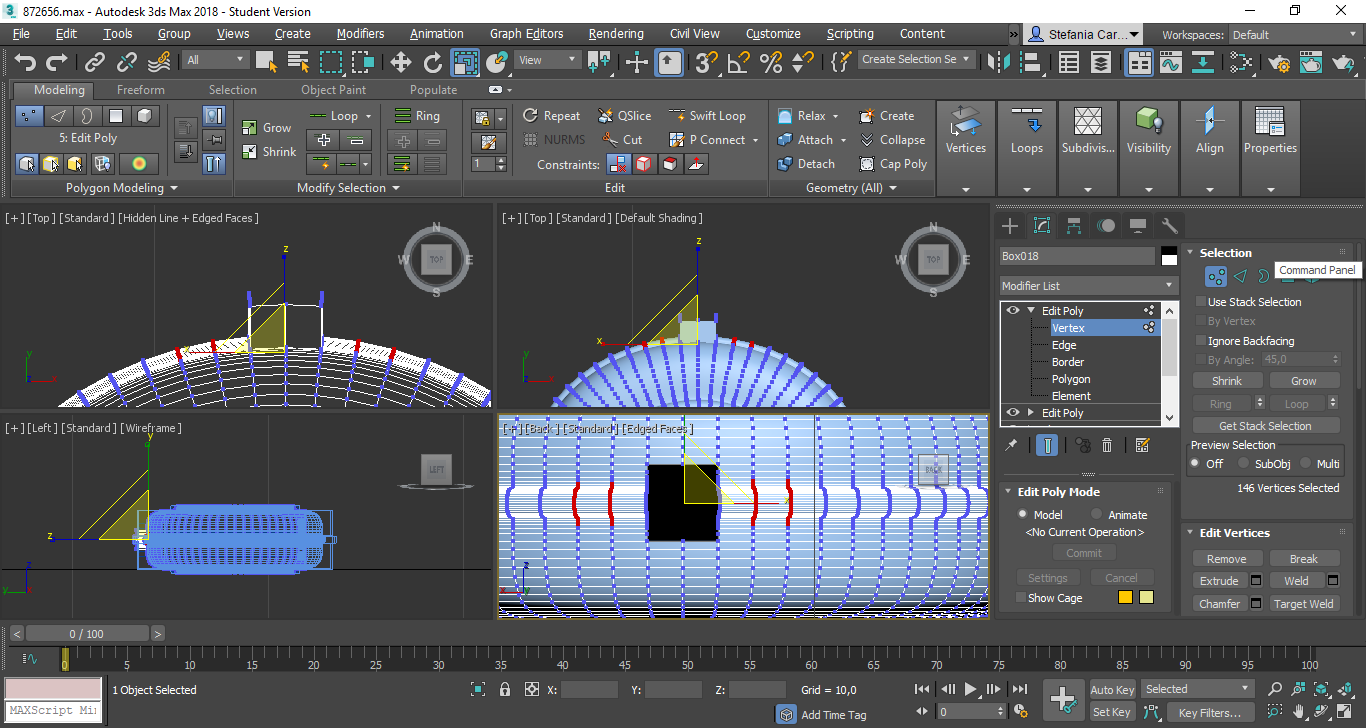 872656.max - Autodesk 3ds Max 2018 - Student Version
File Edit Tools Group Views Create Modifiers Animation Graph Editors Rendering Civil View Customize Scripting Content » Stefania Car... Workspaces: Default
All View Create Selection Se
Modeling Freeform Selection Object Paint Populate
Loop Ring Repeat QSlice Swift Loop Relax Create
5: Edit Poly Grow NURMS Cut P Connect Attach Collapse
Shrink 1 Constraints: Detach Cap Poly
Vertices Loops Subdivis... Visibility Align Properties
Polygon Modeling Modify Selection Edit Geometry (All)
[+] [Top] [Standard] [Hidden Line + Edged Faces]
N W E S TOP
z
y x
[+] [Top] [Standard] [Default Shading]
N W E S TOP
z
x
y x
[+] [Left] [Standard] [Wireframe]
y
LEFT
z
z
y
[+] [Back] [Standard] [Edged Faces]
BACK
z
x
Box018
Modifier List
Edit Poly
Vertex
Edge
Border
Polygon
Element
Edit Poly
Edit Poly Mode
Model Animate
<No Current Operation>
Commit
Settings Cancel
Show Cage
Selection
Command Panel
Use Stack Selection
By Vertex
Ignore Backfacing
By Angle: 45,0
Shrink Grow
Ring Loop
Get Stack Selection
Preview Selection
Off SubObj Multi
146 Vertices Selected
Edit Vertices
Remove Break
Extrude Weld
Chamfer Target Weld
< 0 / 100 >
0 5 10 15 20 25 30 35 40 45 50 55 60 65 70 75 80 85 90 95 100
1 Object Selected X: Y: Z: Grid = 10,0 Auto Key Selected
MAXScript Mi Add Time Tag 0 Set Key Key Filters...